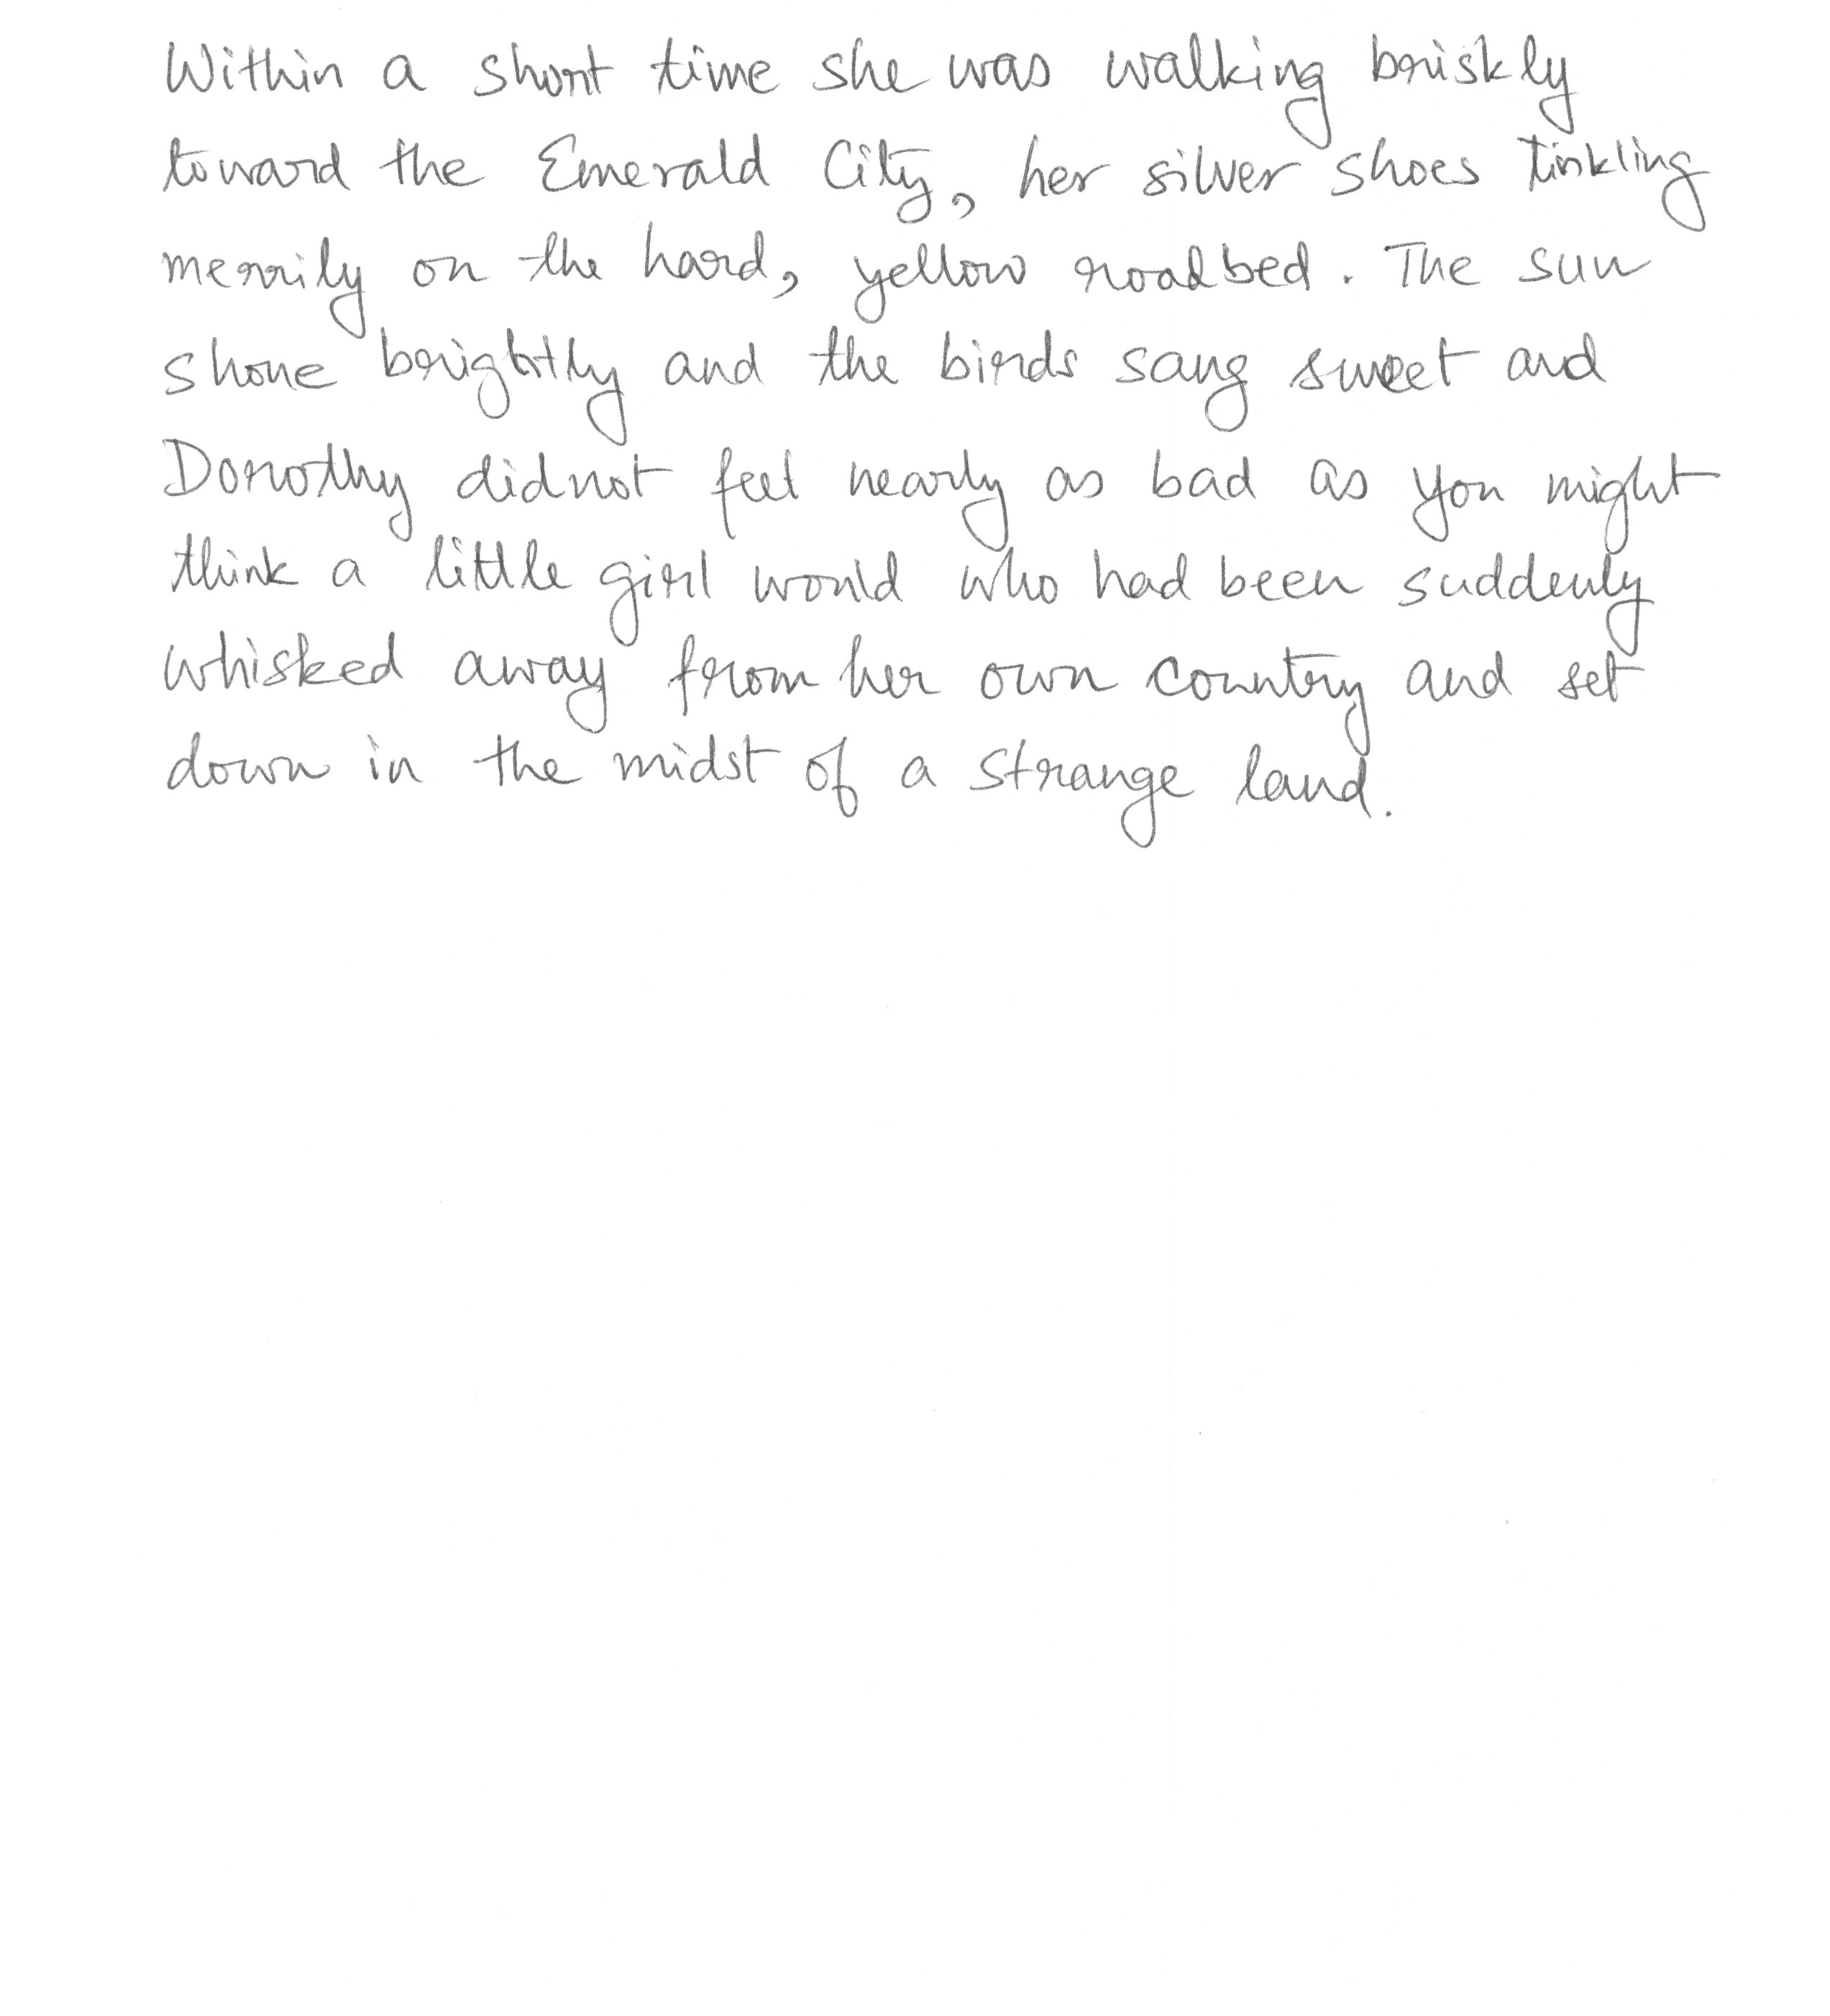 Within a short time she was walking briskly
toward the Emerald City, her silver shoes tinkling
merrily on the hard, yellow roadbed. The sun
shone brightly and the birds sang sweet and
Dorothy didnot feel nearly as bad as you might
think a little girl would who had been suddenly
whisked away from her own country and set
down in the midst of a strange land.